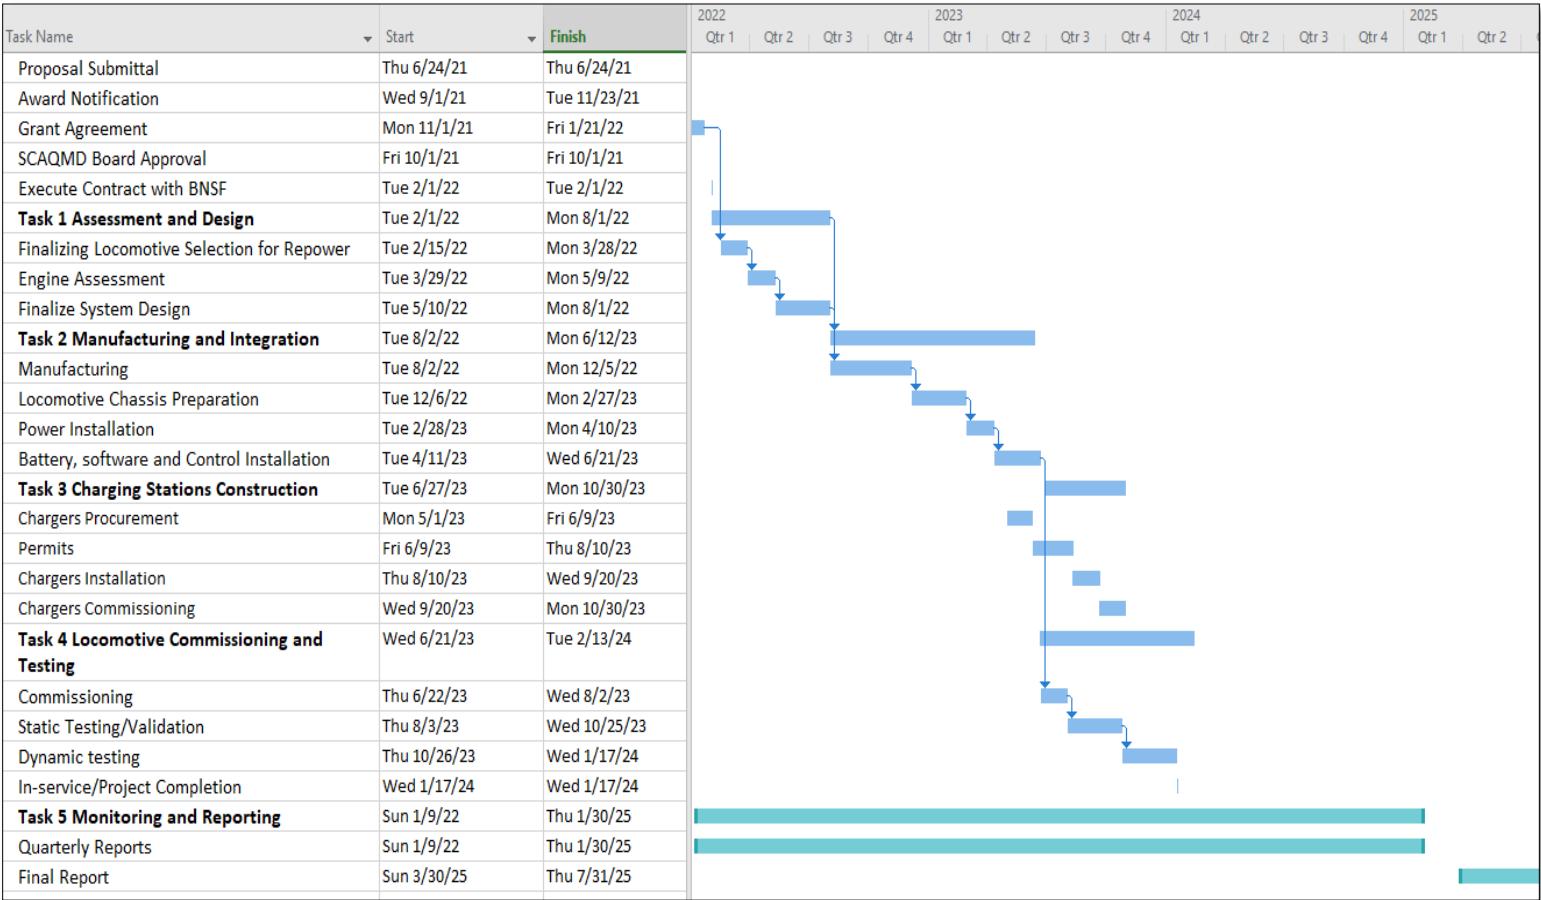 2022 2023 2024 2025
Task Name Start Finish Qtr 1 Qtr 2 Qtr 3 Qtr 4 Qtr 1 Qtr 2 Qtr 3 Qtr 4 Qtr 1 Qtr 2 Qtr 3 Qtr 4 Qtr 1 Qtr 2
Proposal Submittal Thu 6/24/21 Thu 6/24/21
Award Notification Wed 9/1/21 Tue 11/23/21
Grant Agreement Mon 11/1/21 Fri 1/21/22
SCAQMD Board Approval Fri 10/1/21 Fri 10/1/21
Execute Contract with BNSF Tue 2/1/22 Tue 2/1/22
Task 1 Assessment and Design Tue 2/1/22 Mon 8/1/22
Finalizing Locomotive Selection for Repower Tue 2/15/22 Mon 3/28/22
Engine Assessment Tue 3/29/22 Mon 5/9/22
Finalize System Design Tue 5/10/22 Mon 8/1/22
Task 2 Manufacturing and Integration Tue 8/2/22 Mon 6/12/23
Manufacturing Tue 8/2/22 Mon 12/5/22
Locomotive Chassis Preparation Tue 12/6/22 Mon 2/27/23
Power Installation Tue 2/28/23 Mon 4/10/23
Battery, software and Control Installation Tue 4/11/23 Wed 6/21/23
Task 3 Charging Stations Construction Tue 6/27/23 Mon 10/30/23
Chargers Procurement Mon 5/1/23 Fri 6/9/23
Permits Fri 6/9/23 Thu 8/10/23
Chargers Installation Thu 8/10/23 Wed 9/20/23
Chargers Commissioning Wed 9/20/23 Mon 10/30/23
Task 4 Locomotive Commissioning and Wed 6/21/23 Tue 2/13/24
Testing
Commissioning Thu 6/22/23 Wed 8/2/23
Static Testing/Validation Thu 8/3/23 Wed 10/25/23
Dynamic testing Thu 10/26/23 Wed 1/17/24
In-service/Project Completion Wed 1/17/24 Wed 1/17/24
Task 5 Monitoring and Reporting Sun 1/9/22 Thu 1/30/25
Quarterly Reports Sun 1/9/22 Thu 1/30/25
Final Report Sun 3/30/25 Thu 7/31/25